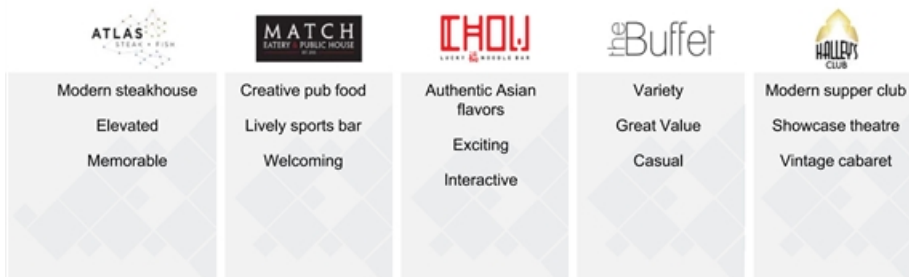 ATLAS
STEAK + FISH
Modern steakhouse
Elevated
Memorable
MATCH
EATERY & PUBLIC HOUSE
Creative pub food
Lively sports bar
Welcoming
CHOW
LUCKY NOODLE BAR
Authentic Asian
flavors
Exciting
Interactive
the Buffet
Variety
Great Value
Casual
HALLEY'S
CLUB
Modern supper club
Showcase theatre
Vintage cabaret